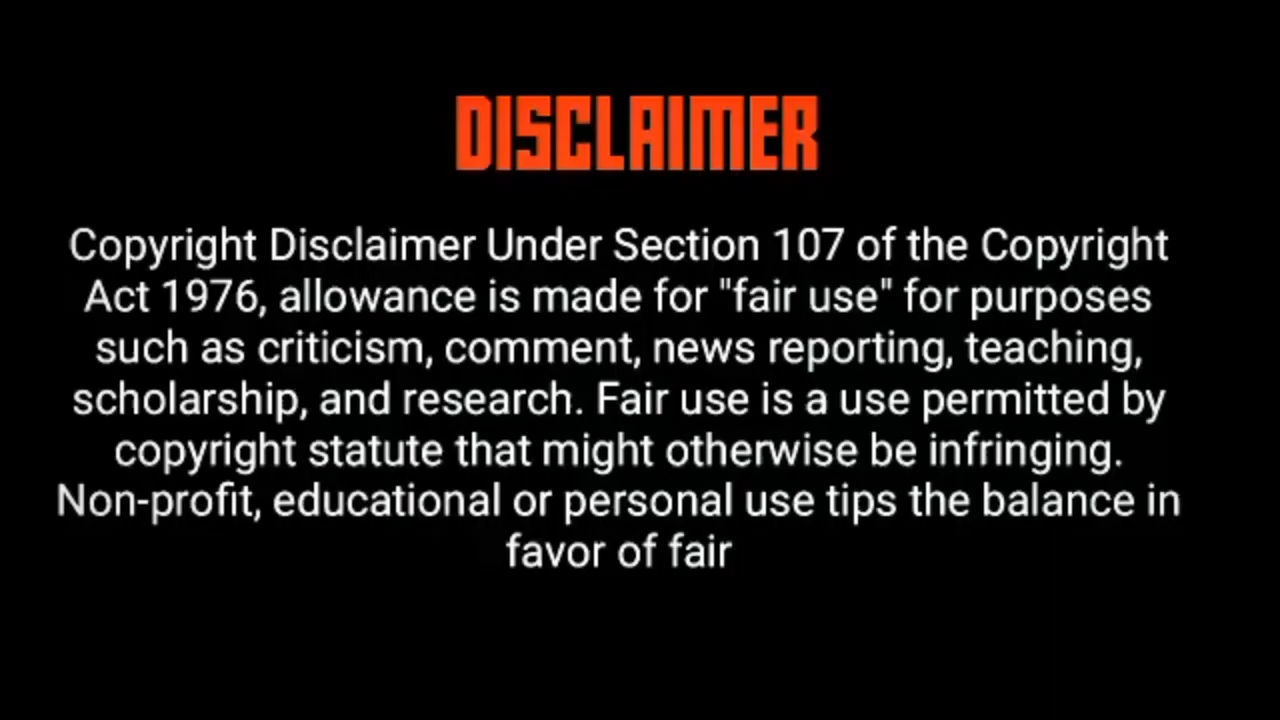 DISCLAIMER
Copyright Disclaimer Under Section 107 of the Copyright
Act 1976, allowance is made for "fair use" for purposes
such as criticism, comment, news reporting, teaching,
scholarship, and research. Fair use is a use permitted by
copyright statute that might otherwise be infringing.
Non-profit, educational or personal use tips the balance in
favor of fair